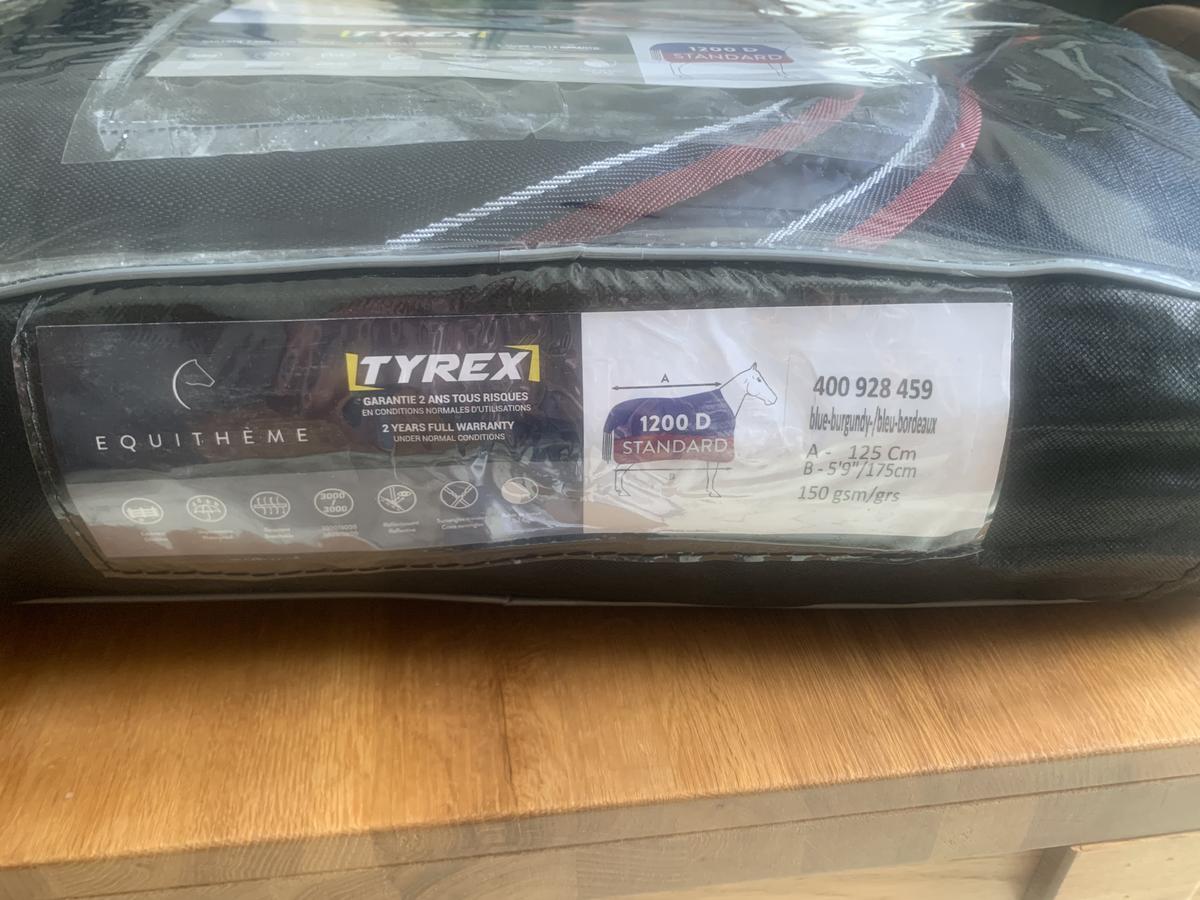 TYREX
1200 D
STANDARD
EQUITHÈME
TYREX
GARANTIE 2 ANS TOUS RISQUES
EN CONDITIONS NORMALES D'UTILISATIONS
2 YEARS FULL WARRANTY
UNDER NORMAL CONDITIONS
3000
/
3000
A
1200 D
STANDARD
B
400 928 459
blue-burgundy-/bleu-bordeaux
A - 125 Cm
B - 5'9"/175cm
150 gsm/grs